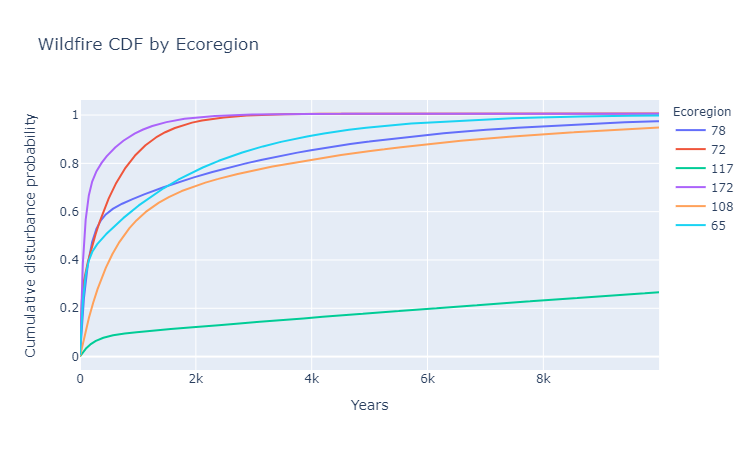 Wildfire CDF by Ecoregion
Cumulative disturbance probability
1
0.8
0.6
0.4
0.2
0
0
2k
4k
6k
8k
Years
Ecoregion
78
72
117
172
108
65